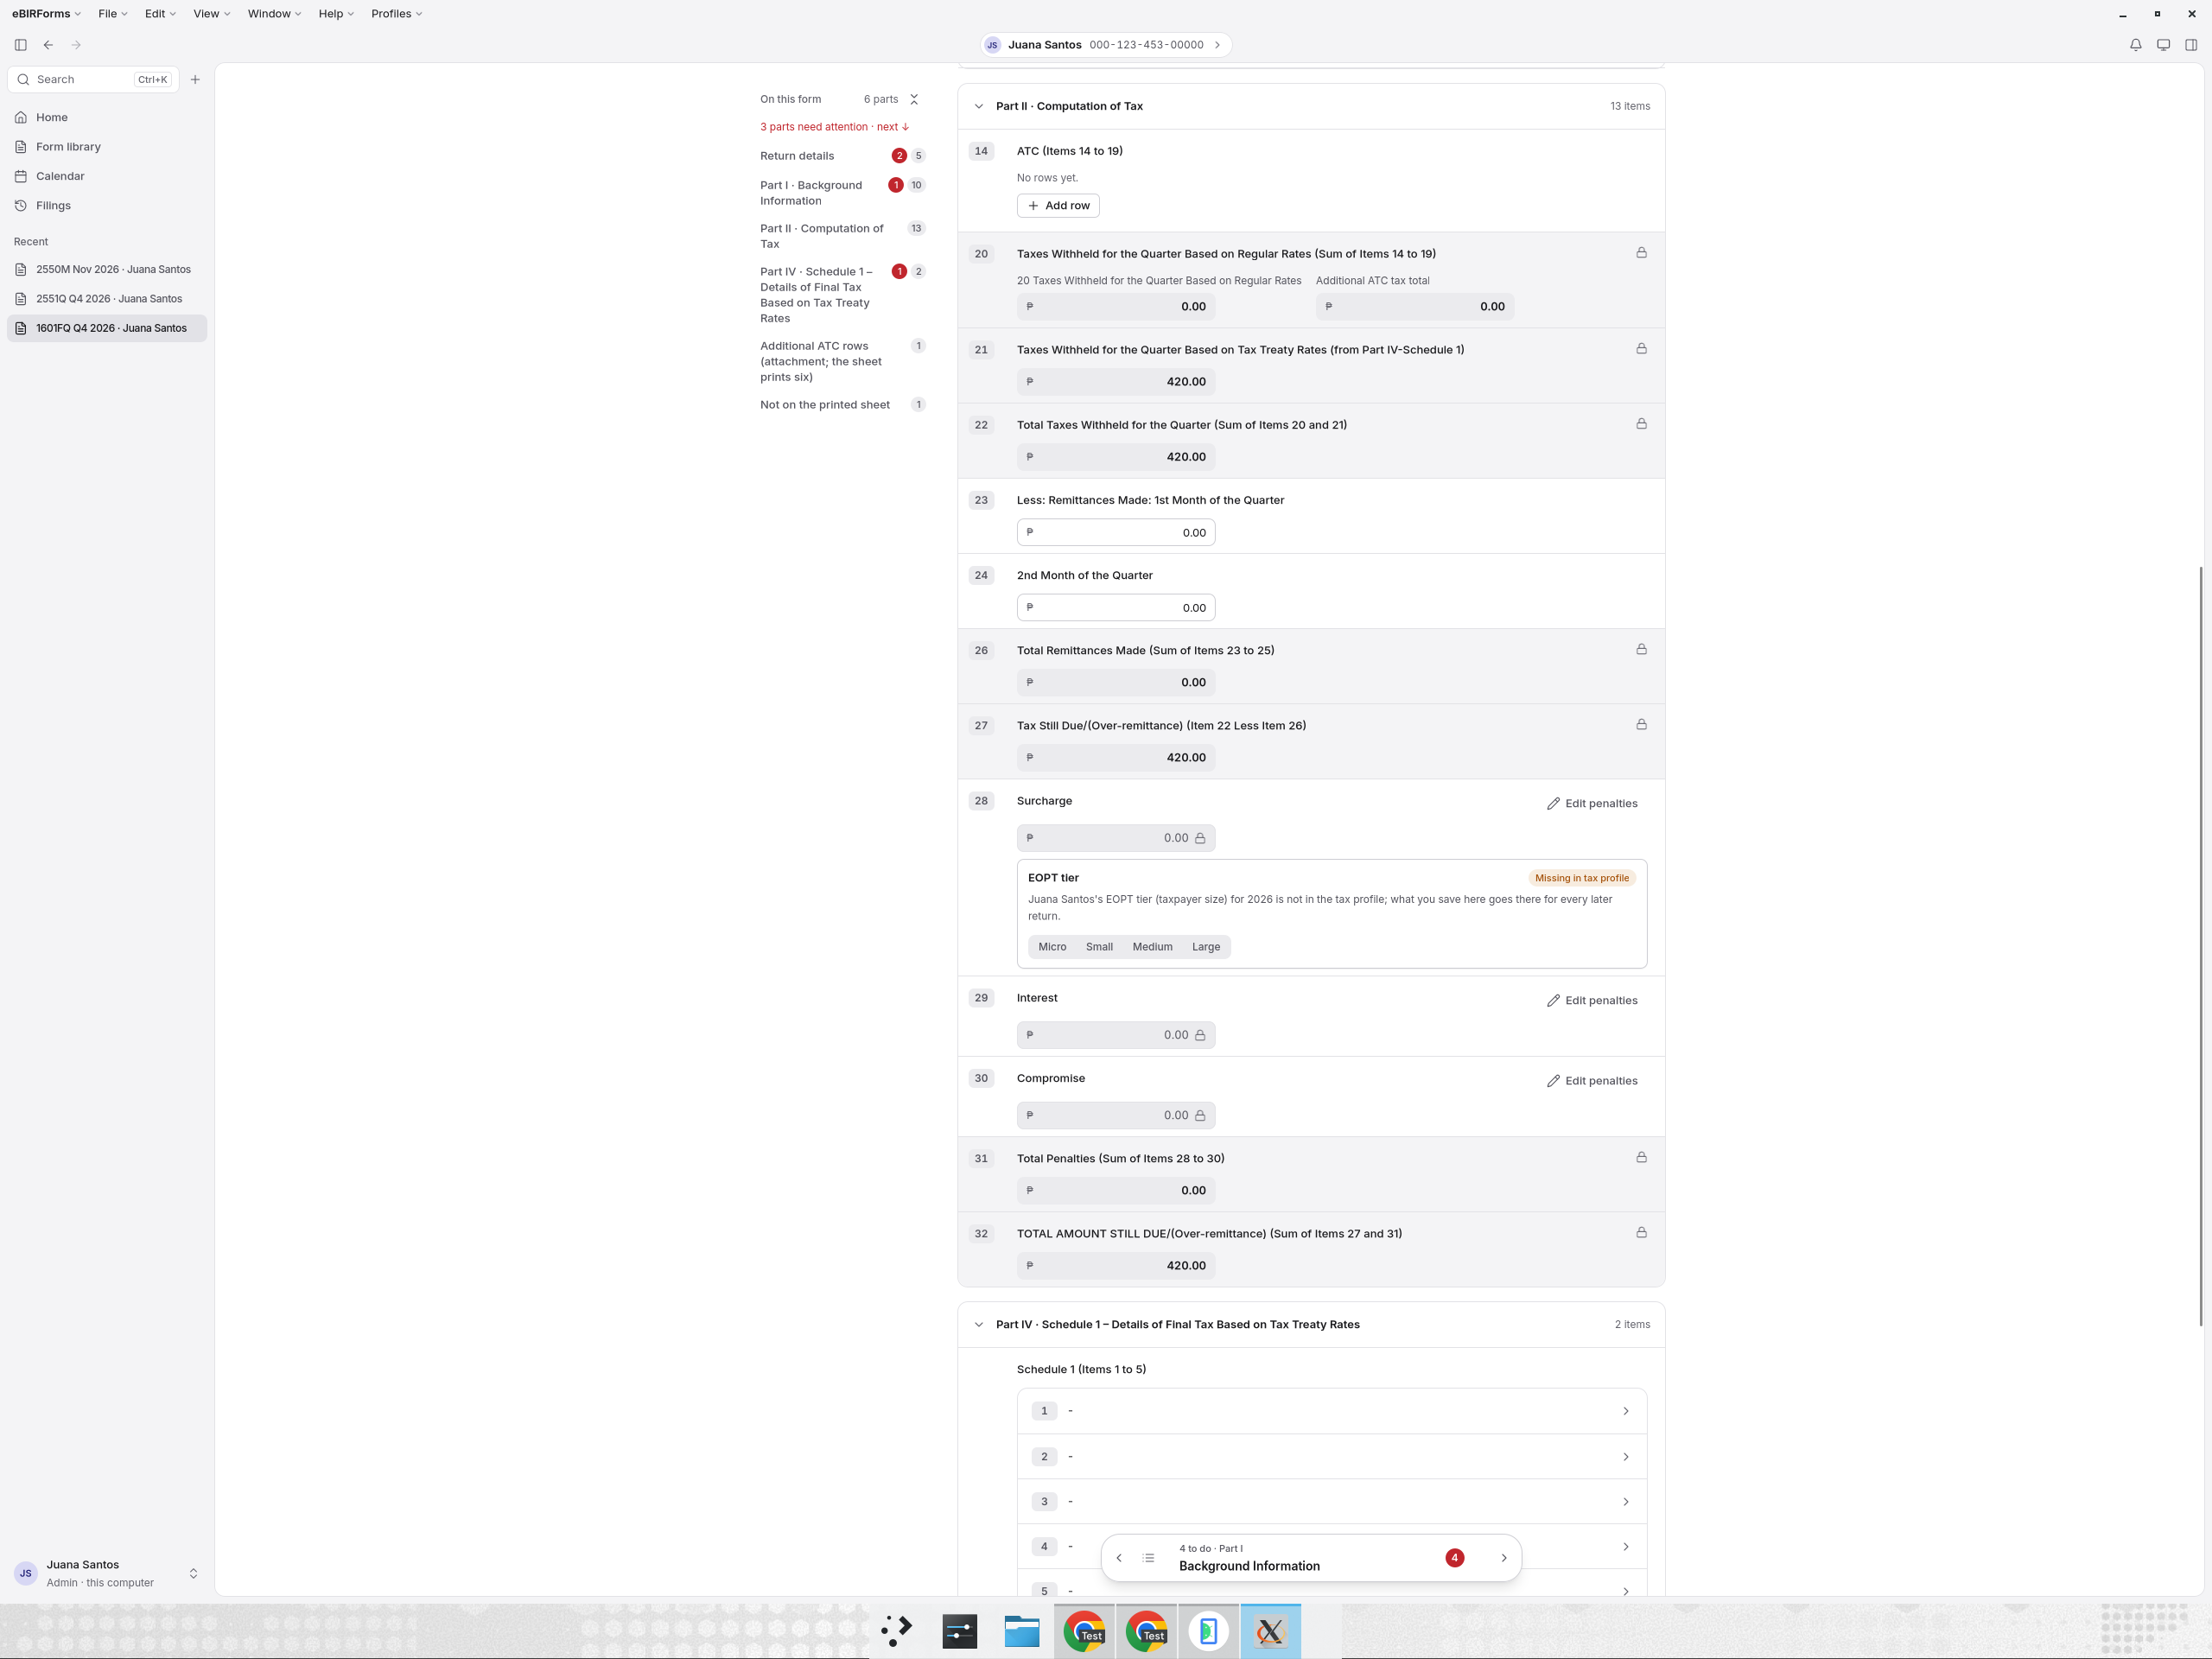 eBIRForms File Edit View Window Help Profiles
JS Juana Santos 000-123-453-00000
Search Ctrl+K
Home
Form library
Calendar
Filings
Recent
2550M Nov 2026 · Juana Santos
2551Q Q4 2026 · Juana Santos
1601FQ Q4 2026 · Juana Santos
On this form 6 parts
3 parts need attention · next ↓
Return details 2 5
Part I · Background 1 10
Information
Part II · Computation of 13
Tax
Part IV · Schedule 1 – 1 2
Details of Final Tax
Based on Tax Treaty
Rates
Additional ATC rows 1
(attachment; the sheet
prints six)
Not on the printed sheet 1
Part II · Computation of Tax 13 items
14 ATC (Items 14 to 19)
No rows yet.
+ Add row
20 Taxes Withheld for the Quarter Based on Regular Rates (Sum of Items 14 to 19)
20 Taxes Withheld for the Quarter Based on Regular Rates Additional ATC tax total
₱ 0.00 ₱ 0.00
21 Taxes Withheld for the Quarter Based on Tax Treaty Rates (from Part IV-Schedule 1)
₱ 420.00
22 Total Taxes Withheld for the Quarter (Sum of Items 20 and 21)
₱ 420.00
23 Less: Remittances Made: 1st Month of the Quarter
₱ 0.00
24 2nd Month of the Quarter
₱ 0.00
26 Total Remittances Made (Sum of Items 23 to 25)
₱ 0.00
27 Tax Still Due/(Over-remittance) (Item 22 Less Item 26)
₱ 420.00
28 Surcharge Edit penalties
₱ 0.00
EOPT tier Missing in tax profile
Juana Santos's EOPT tier (taxpayer size) for 2026 is not in the tax profile; what you save here goes there for every later
return.
Micro Small Medium Large
29 Interest Edit penalties
₱ 0.00
30 Compromise Edit penalties
₱ 0.00
31 Total Penalties (Sum of Items 28 to 30)
₱ 0.00
32 TOTAL AMOUNT STILL DUE/(Over-remittance) (Sum of Items 27 and 31)
₱ 420.00
Part IV · Schedule 1 – Details of Final Tax Based on Tax Treaty Rates 2 items
Schedule 1 (Items 1 to 5)
1 -
2 -
3 -
4 -
5 -
4 to do · Part I
Background Information 4
JS Juana Santos
Admin · this computer
Test Test